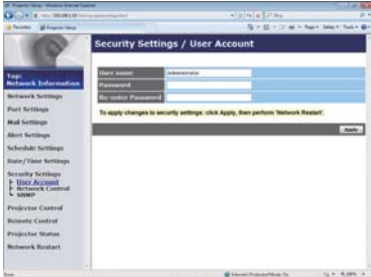 Security Settings / User Account
Top:
Network Information
Network Settings
Port Settings
Mail Settings
Alert Settings
Schedule Settings
Date/Time Settings
Security Settings
User Account
Network Control
SNMP
Projector Control
Remote Control
Projector Status
Network Restart
User name
Administrator
Password
Re-enter Password
To apply changes to security settings: click Apply, then perform 'Network Restart'.
Apply